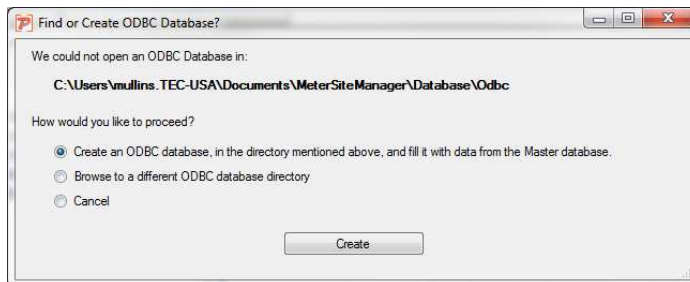 Find or Create ODBC Database?
We could not open an ODBC Database in:
C:\Users\mullins.TEC-USA\Documents\MeterSiteManager\Database\Odbc
How would you like to proceed?
Create an ODBC database, in the directory mentioned above, and fill it with data from the Master database.
Browse to a different ODBC database directory
Cancel
Create